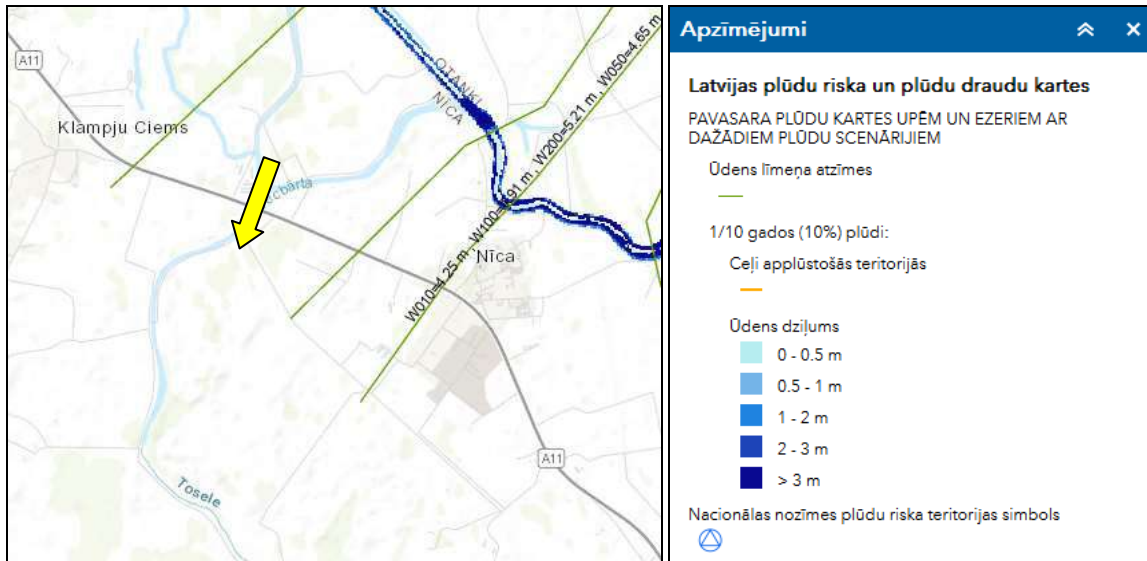 A11
Klampju Ciems
OTAŅĶI
NĪCA
Vecbārta
W010=4.25 m , W100=4.91 m , W200=5.21 m , W050=4.65 m
Nīca
A11
Tosele
Apzīmējumi
Latvijas plūdu riska un plūdu draudu kartes
PAVASARA PLŪDU KARTES UPĒM UN EZERIEM AR
DAŽĀDIEM PLŪDU SCENĀRIJIEM
Ūdens līmeņa atzīmes
1/10 gados (10%) plūdi:
Ceļi applūstošās teritorijās
Ūdens dziļums
0 - 0.5 m
0.5 - 1 m
1 - 2 m
2 - 3 m
> 3 m
Nacionālas nozīmes plūdu riska teritorijas simbols